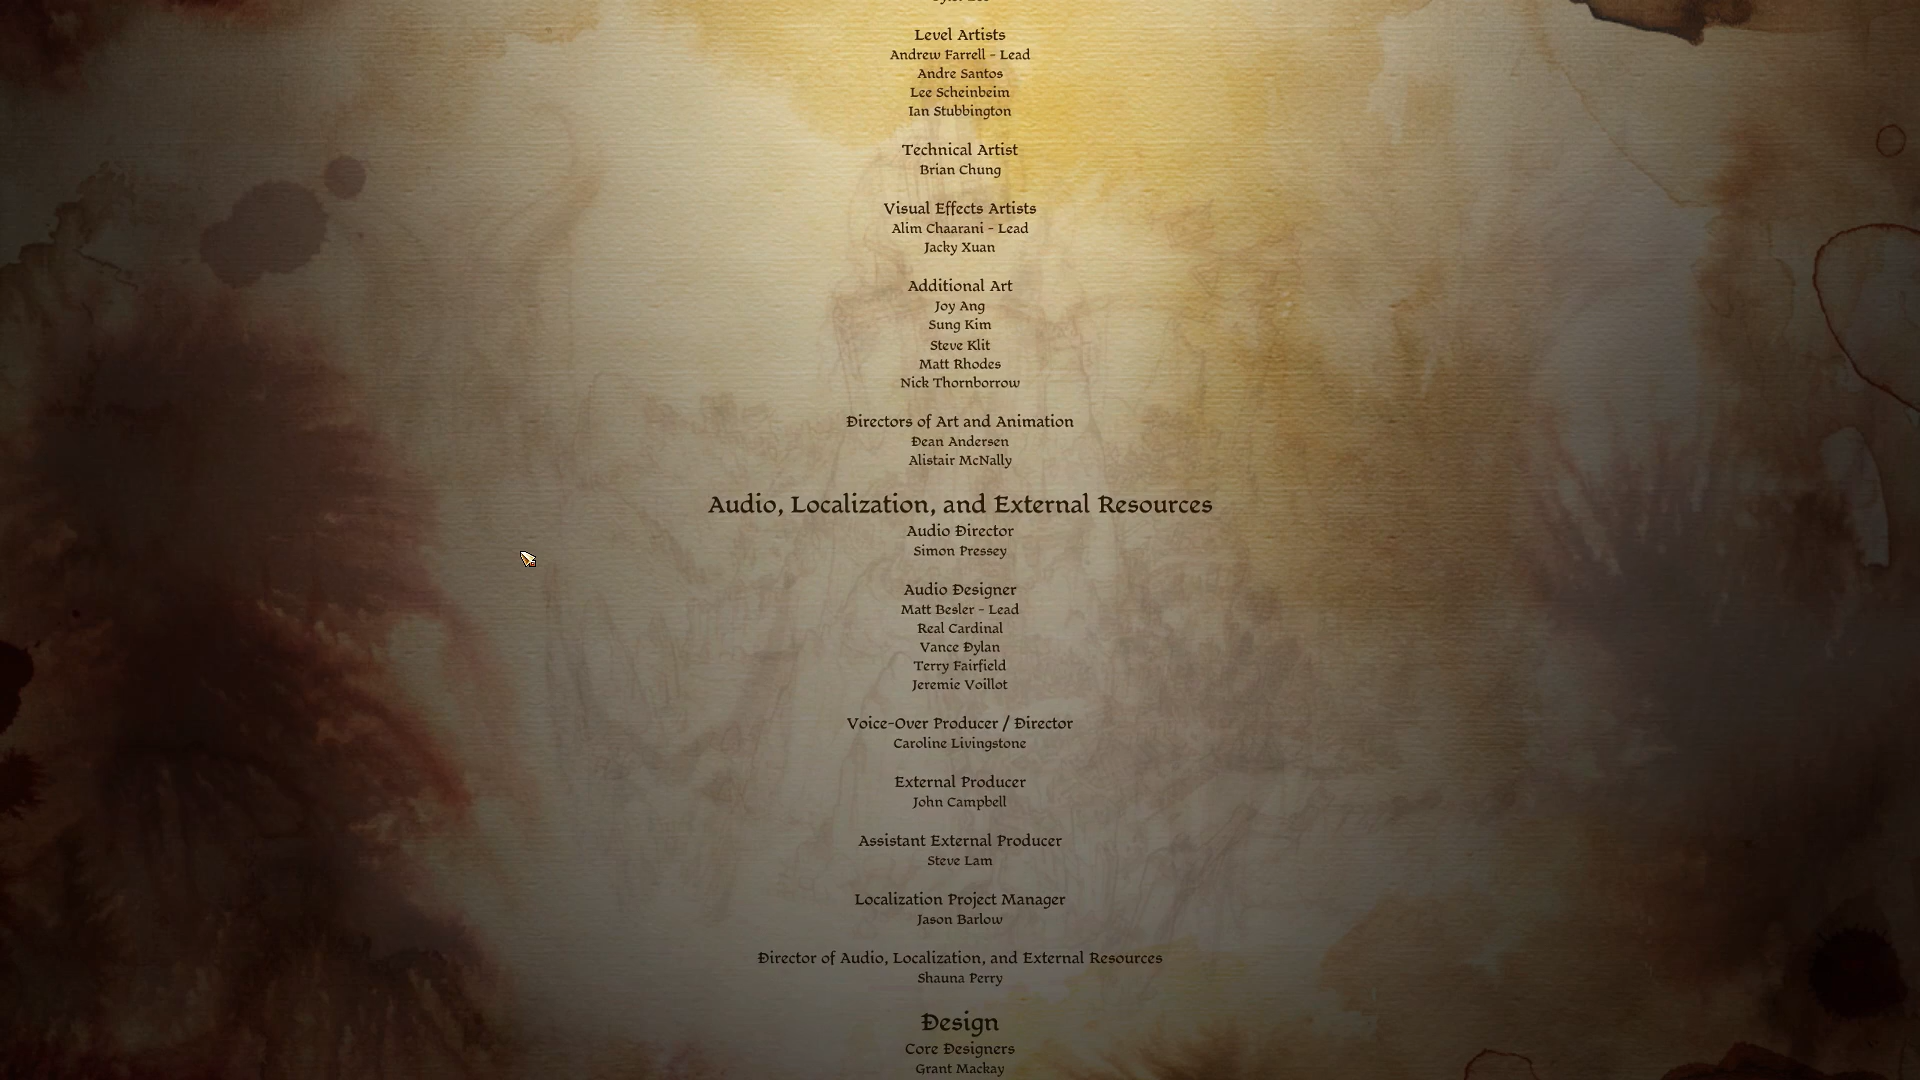 Level Artists
Andrew Farrell - Lead
Andre Santos
Lee Scheinbeim
Ian Stubbington
Technical Artist
Brian Chung
Visual Effects Artists
Alim Chaarani - Lead
Jacky Xuan
Additional Art
Joy Ang
Sung Kim
Steve Klit
Matt Rhodes
Nick Thornborrow
Directors of Art and Animation
Dean Andersen
Alistair McNally
Audio, Localization, and External Resources
Audio Director
Simon Pressey
Audio Designer
Matt Besler - Lead
Real Cardinal
Vance Dylan
Terry Fairfield
Jeremie Voillot
Voice-Over Producer / Director
Caroline Livingstone
External Producer
John Campbell
Assistant External Producer
Steve Lam
Localization Project Manager
Jason Barlow
Director of Audio, Localization, and External Resources
Shauna Perry
Design
Core Designers
Grant Mackay